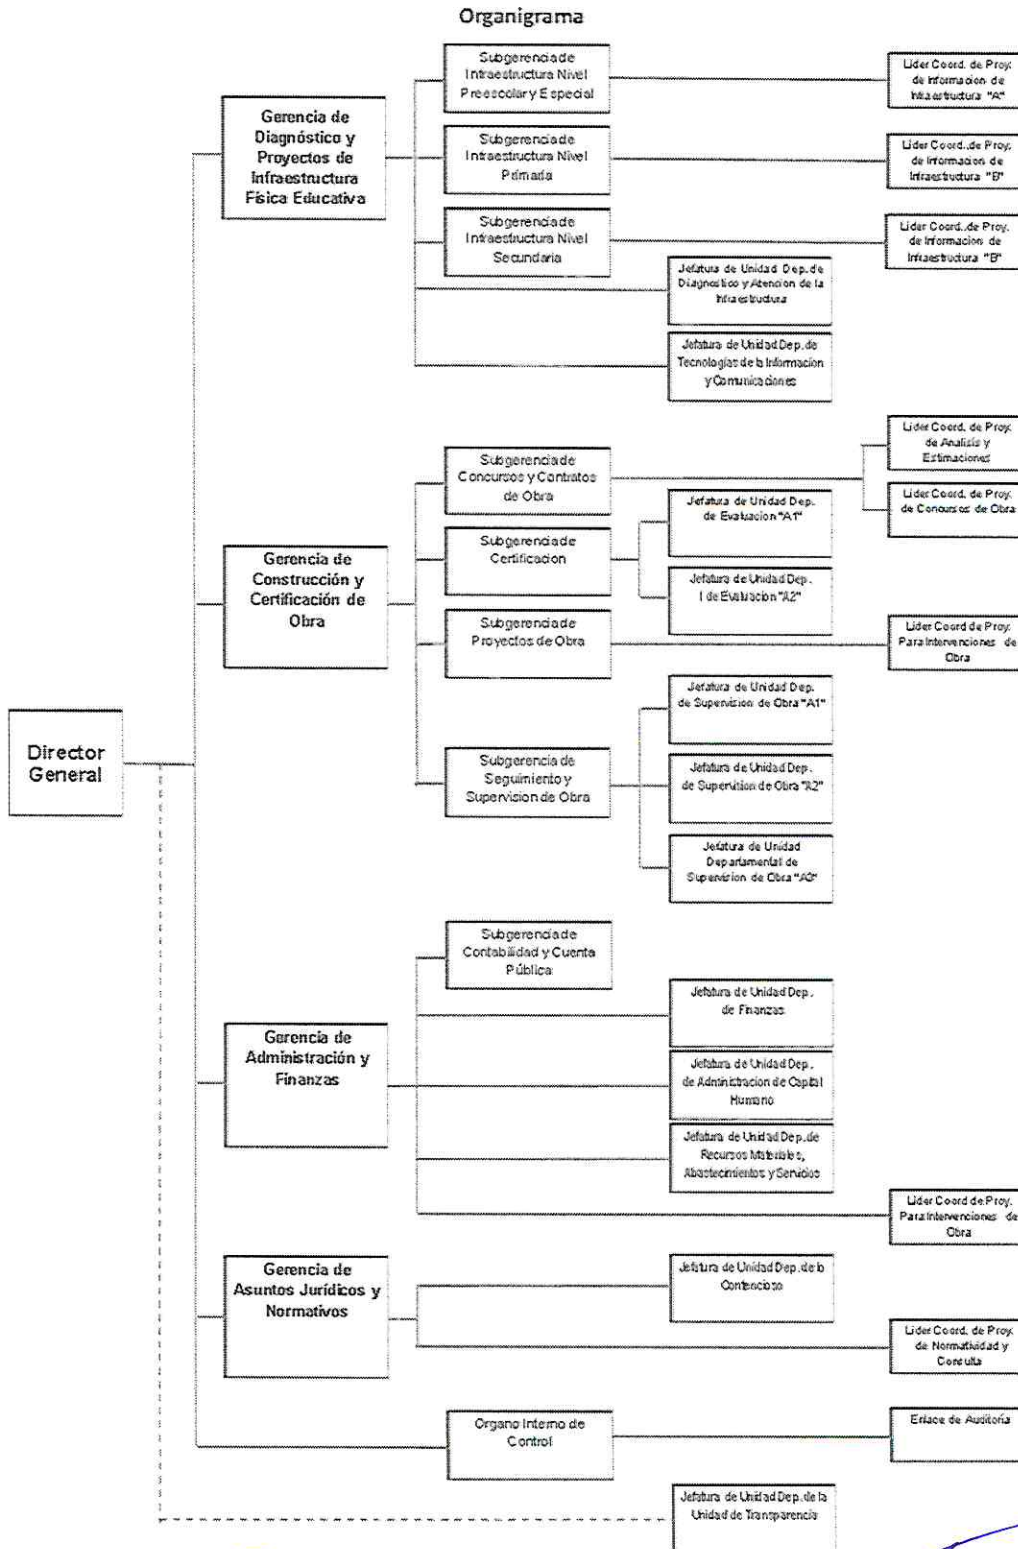 Organigrama
Subgerencia de
Infraestructura Nivel
Preescolar y Especial
Lider Coord. de Proy.
de Informacion de
Infraestructura "A"
Gerencia de
Diagnóstico y
Proyectos de
Infraestructura
Física Educativa
Subgerencia de
Infraestructura Nivel
Primaria
Lider Coord. de Proy.
de Informacion de
Infraestructura "B"
Subgerencia de
Infraestructura Nivel
Secundaria
Lider Coord. de Proy.
de Informacion de
Infraestructura "B"
Jefatura de Unidad Dep. de
Diagnostico y Atencion de la
Infraestructura
Jefatura de Unidad Dep. de
Tecnologías de la Informacion
y Comunicaciones
Subgerencia de
Concursos y Contratos
de Obra
Lider Coord. de Proy.
de Analisis y
Estimaciones
Lider Coord. de Proy.
de Concursos de Obra
Gerencia de
Construcción y
Certificación de
Obra
Subgerencia de
Certificacion
Jefatura de Unidad Dep.
de Evaluacion "A1"
Jefatura de Unidad Dep.
I de Evaluacion "A2"
Subgerencia de
Proyectos de Obra
Lider Coord de Proy.
Para Intervenciones de
Obra
Subgerencia de
Seguimiento y
Supervision de Obra
Jefatura de Unidad Dep.
de Supervision de Obra "A1"
Jefatura de Unidad Dep.
de Supervition de Obra "A2"
Jefatura de Unidad
Departamental de
Supervision de Obra "A3"
Director
General
Subgerencia de
Contabilidad y Cuenta
Pública
Gerencia de
Administración y
Finanzas
Jefatura de Unidad Dep.
de Finanzas
Jefatura de Unidad Dep.
de Administracion de Capital
Humano
Jefatura de Unidad Dep. de
Recursos Materiales,
Abastecimientos y Servicios
Lider Coord de Proy.
Para Intervenciones de
Obra
Gerencia de
Asuntos Jurídicos y
Normativos
Jefatura de Unidad Dep. de lo
Contencioso
Lider Coord. de Proy.
de Normatividad y
Consulta
Organo Interno de
Control
Enlace de Auditoría
Jefatura de Unidad Dep. de la
Unidad de Transparencia